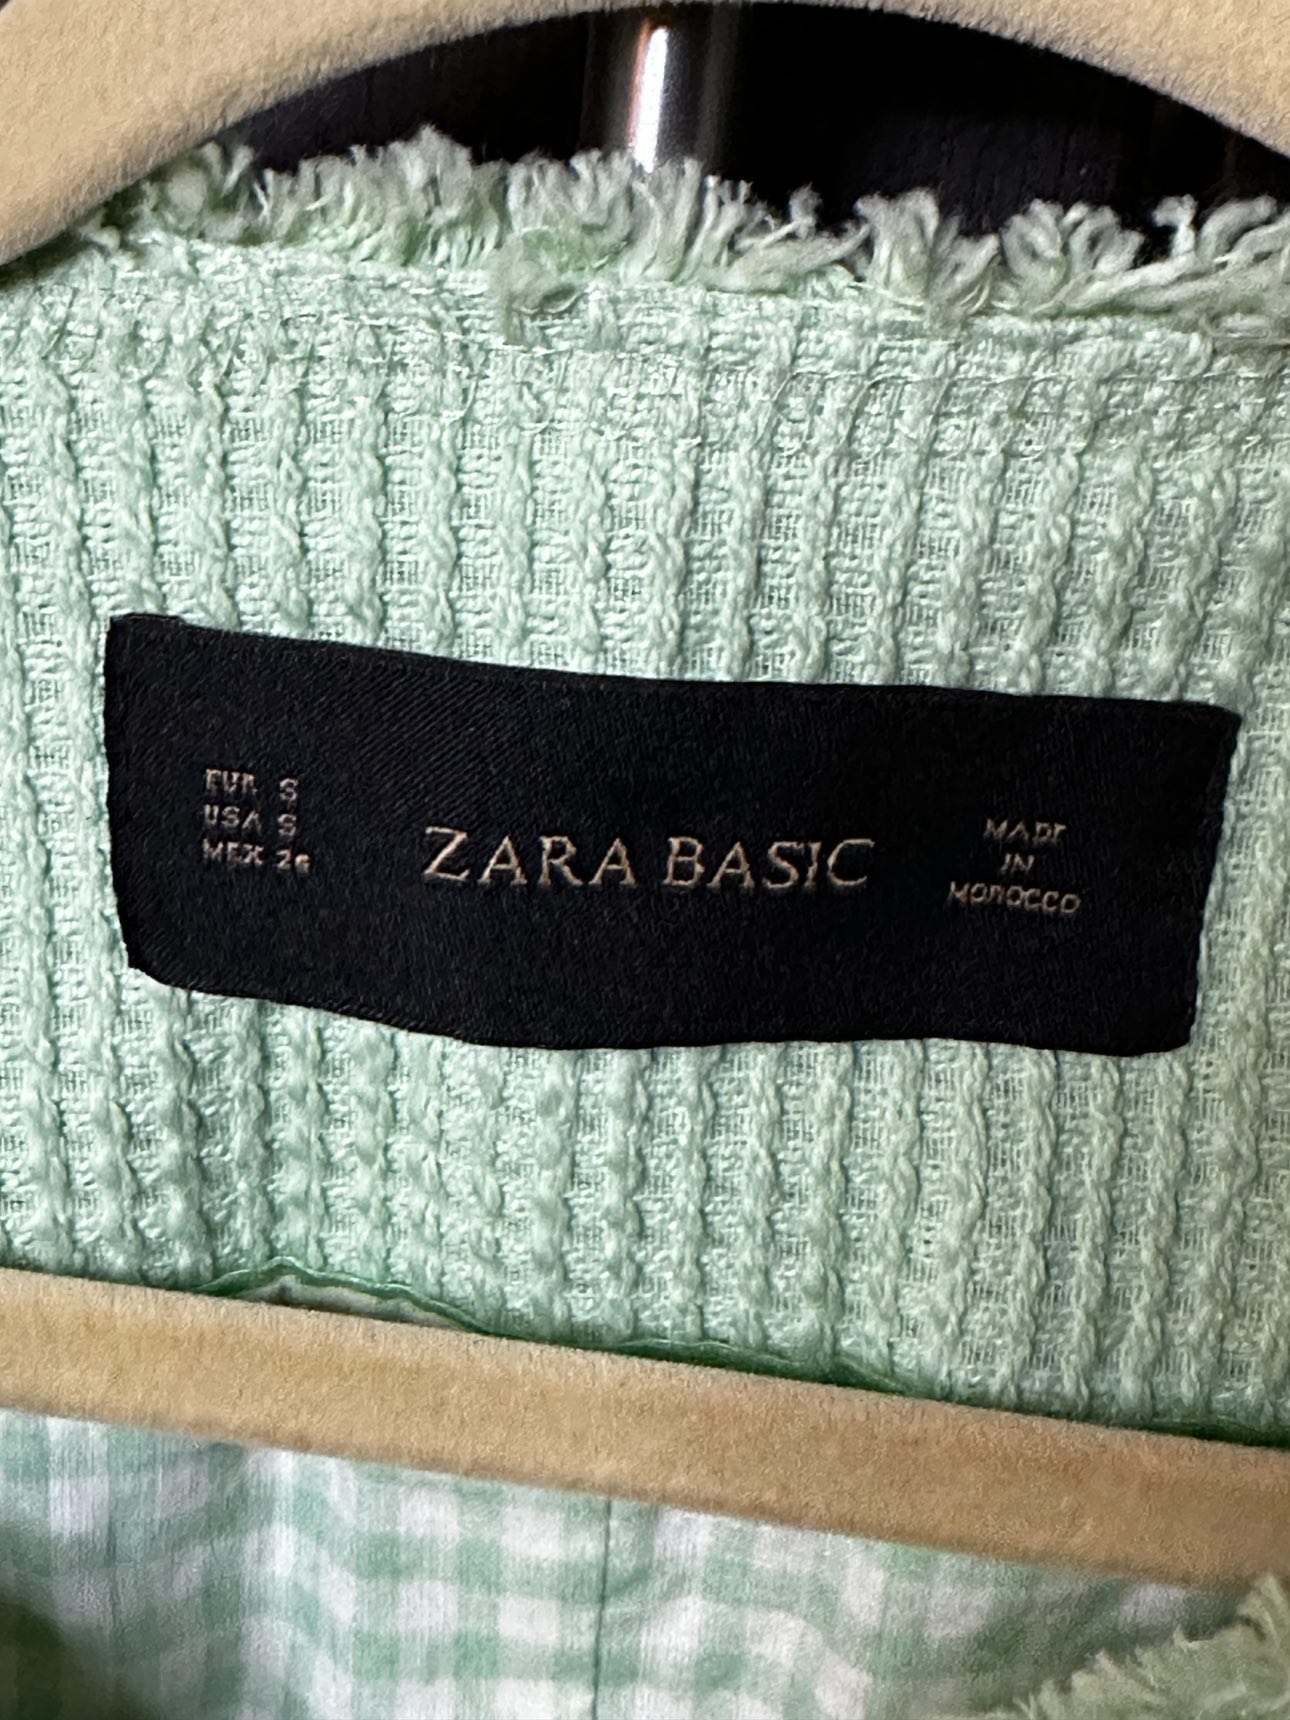 EUR S
USA S
MEX 26
ZARA BASIC
MADE
IN
MOROCCO